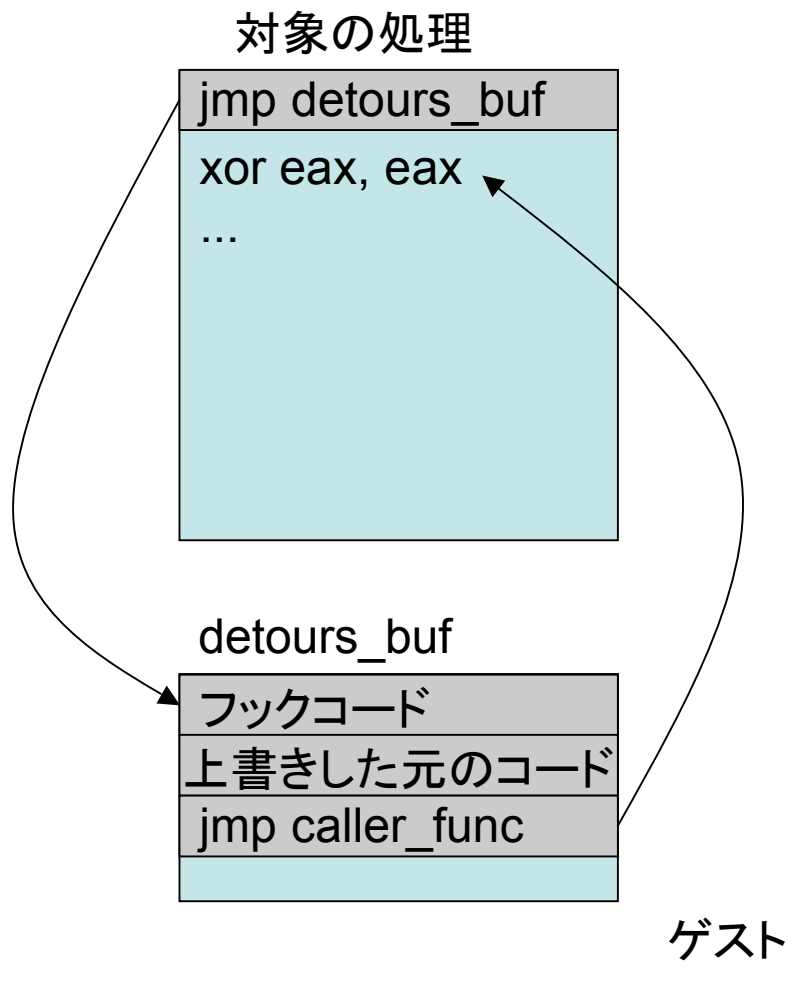 対象の処理
jmp detours_buf
xor eax, eax
...
detours_buf
フックコード
上書きした元のコード
jmp caller_func
ゲスト